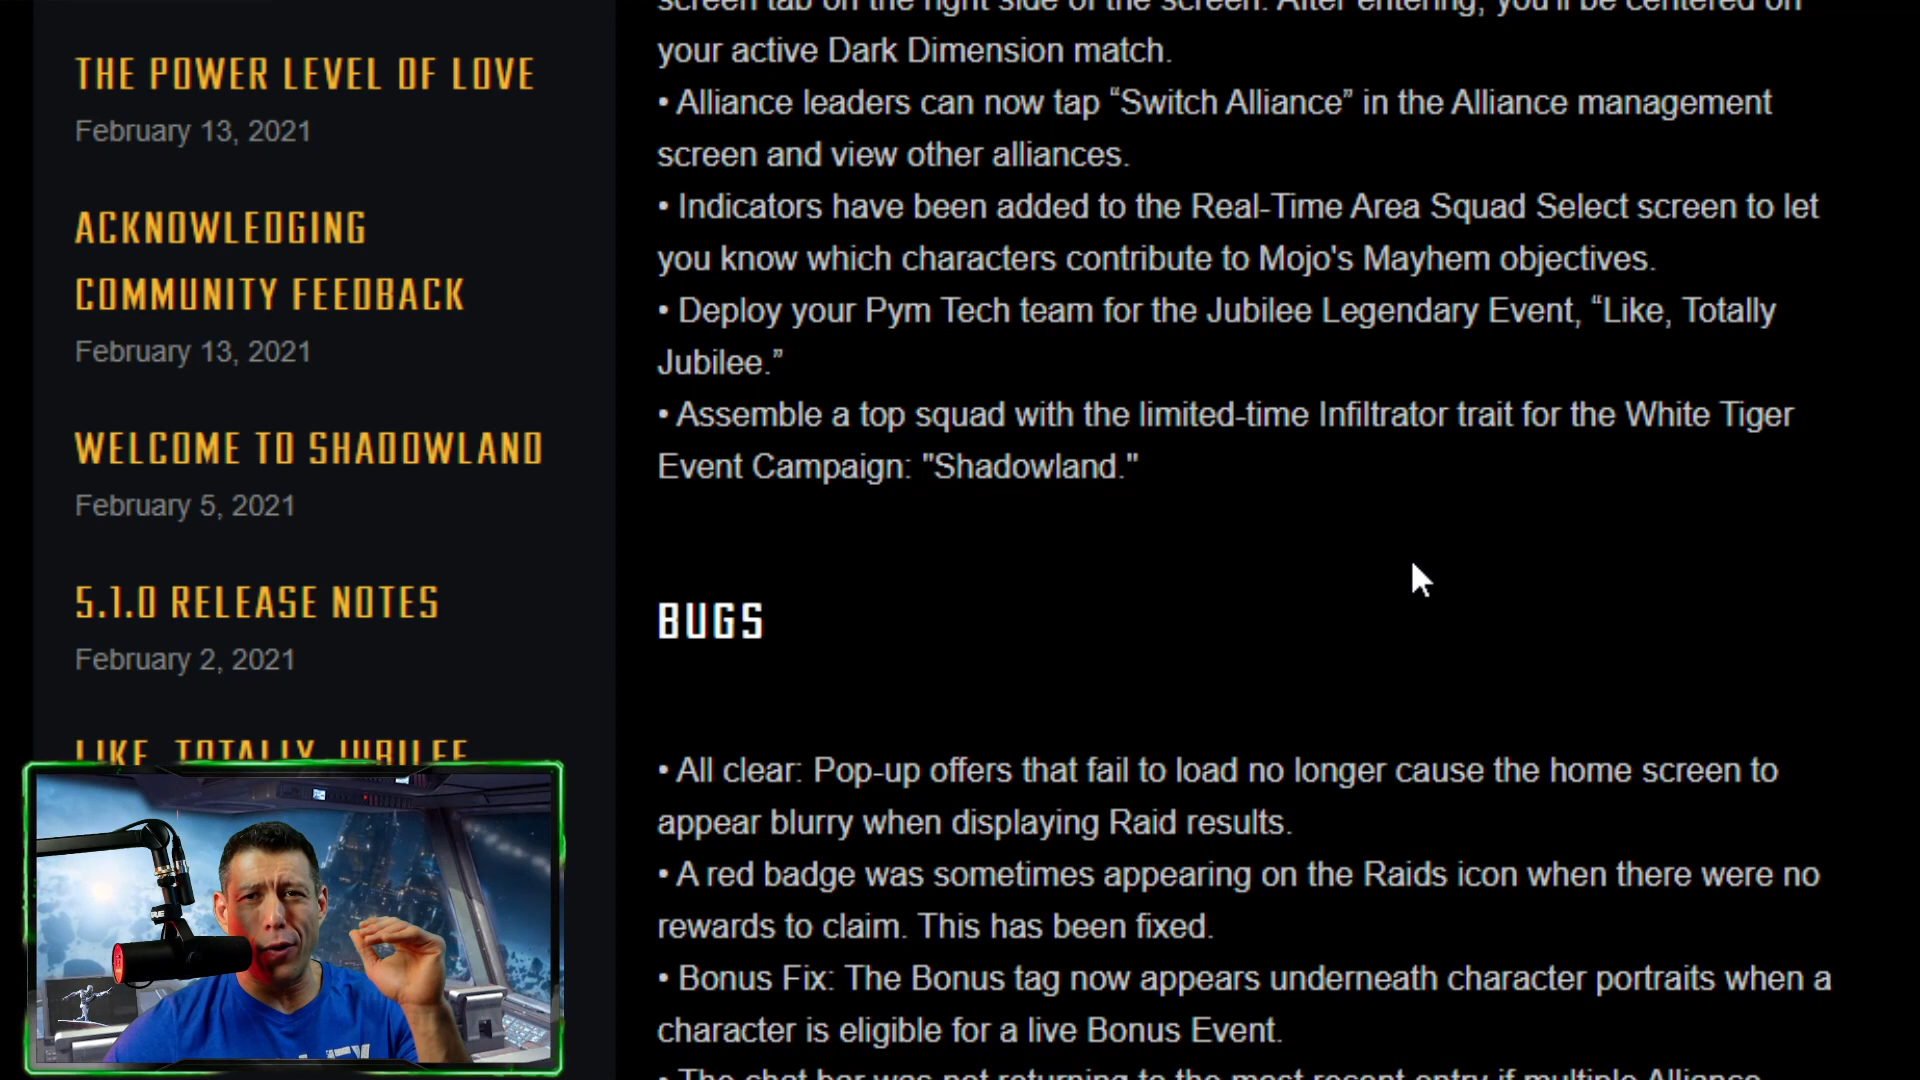 THE POWER LEVEL OF LOVE
February 13, 2021
ACKNOWLEDGING
COMMUNITY FEEDBACK
February 13, 2021
WELCOME TO SHADOWLAND
February 5, 2021
5.1.0 RELEASE NOTES
February 2, 2021
LIKE, TOTALLY JUBILEE
screen tab on the right side of the screen. After entering, you'll be centered on
your active Dark Dimension match.
• Alliance leaders can now tap “Switch Alliance” in the Alliance management
screen and view other alliances.
• Indicators have been added to the Real-Time Area Squad Select screen to let
you know which characters contribute to Mojo's Mayhem objectives.
• Deploy your Pym Tech team for the Jubilee Legendary Event, “Like, Totally
Jubilee.”
• Assemble a top squad with the limited-time Infiltrator trait for the White Tiger
Event Campaign: "Shadowland."
BUGS
• All clear: Pop-up offers that fail to load no longer cause the home screen to
appear blurry when displaying Raid results.
• A red badge was sometimes appearing on the Raids icon when there were no
rewards to claim. This has been fixed.
• Bonus Fix: The Bonus tag now appears underneath character portraits when a
character is eligible for a live Bonus Event.
• The chat bar was not returning to the most recent entry if multiple Alliance